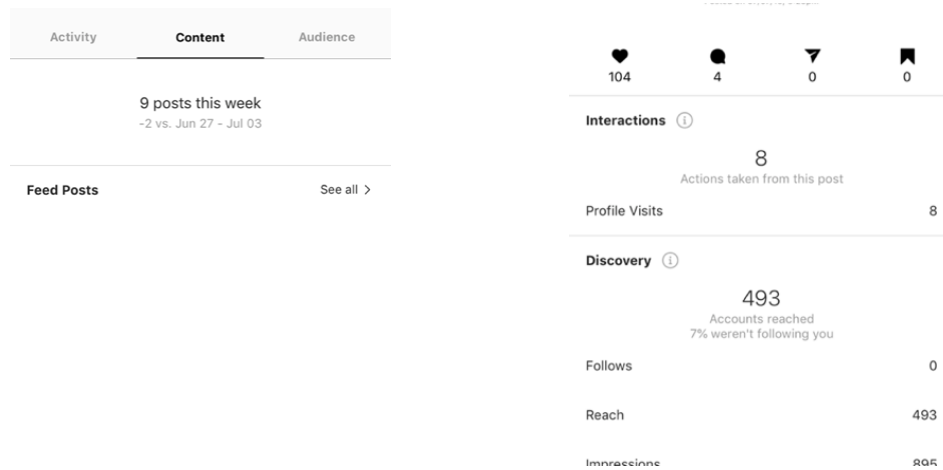 Activity Content Audience
9 posts this week
-2 vs. Jun 27 - Jul 03
Feed Posts See all >
104 4 0 0
Interactions
8
Actions taken from this post
Profile Visits 8
Discovery
493
Accounts reached
7% weren't following you
Follows 0
Reach 493
Impressions 895